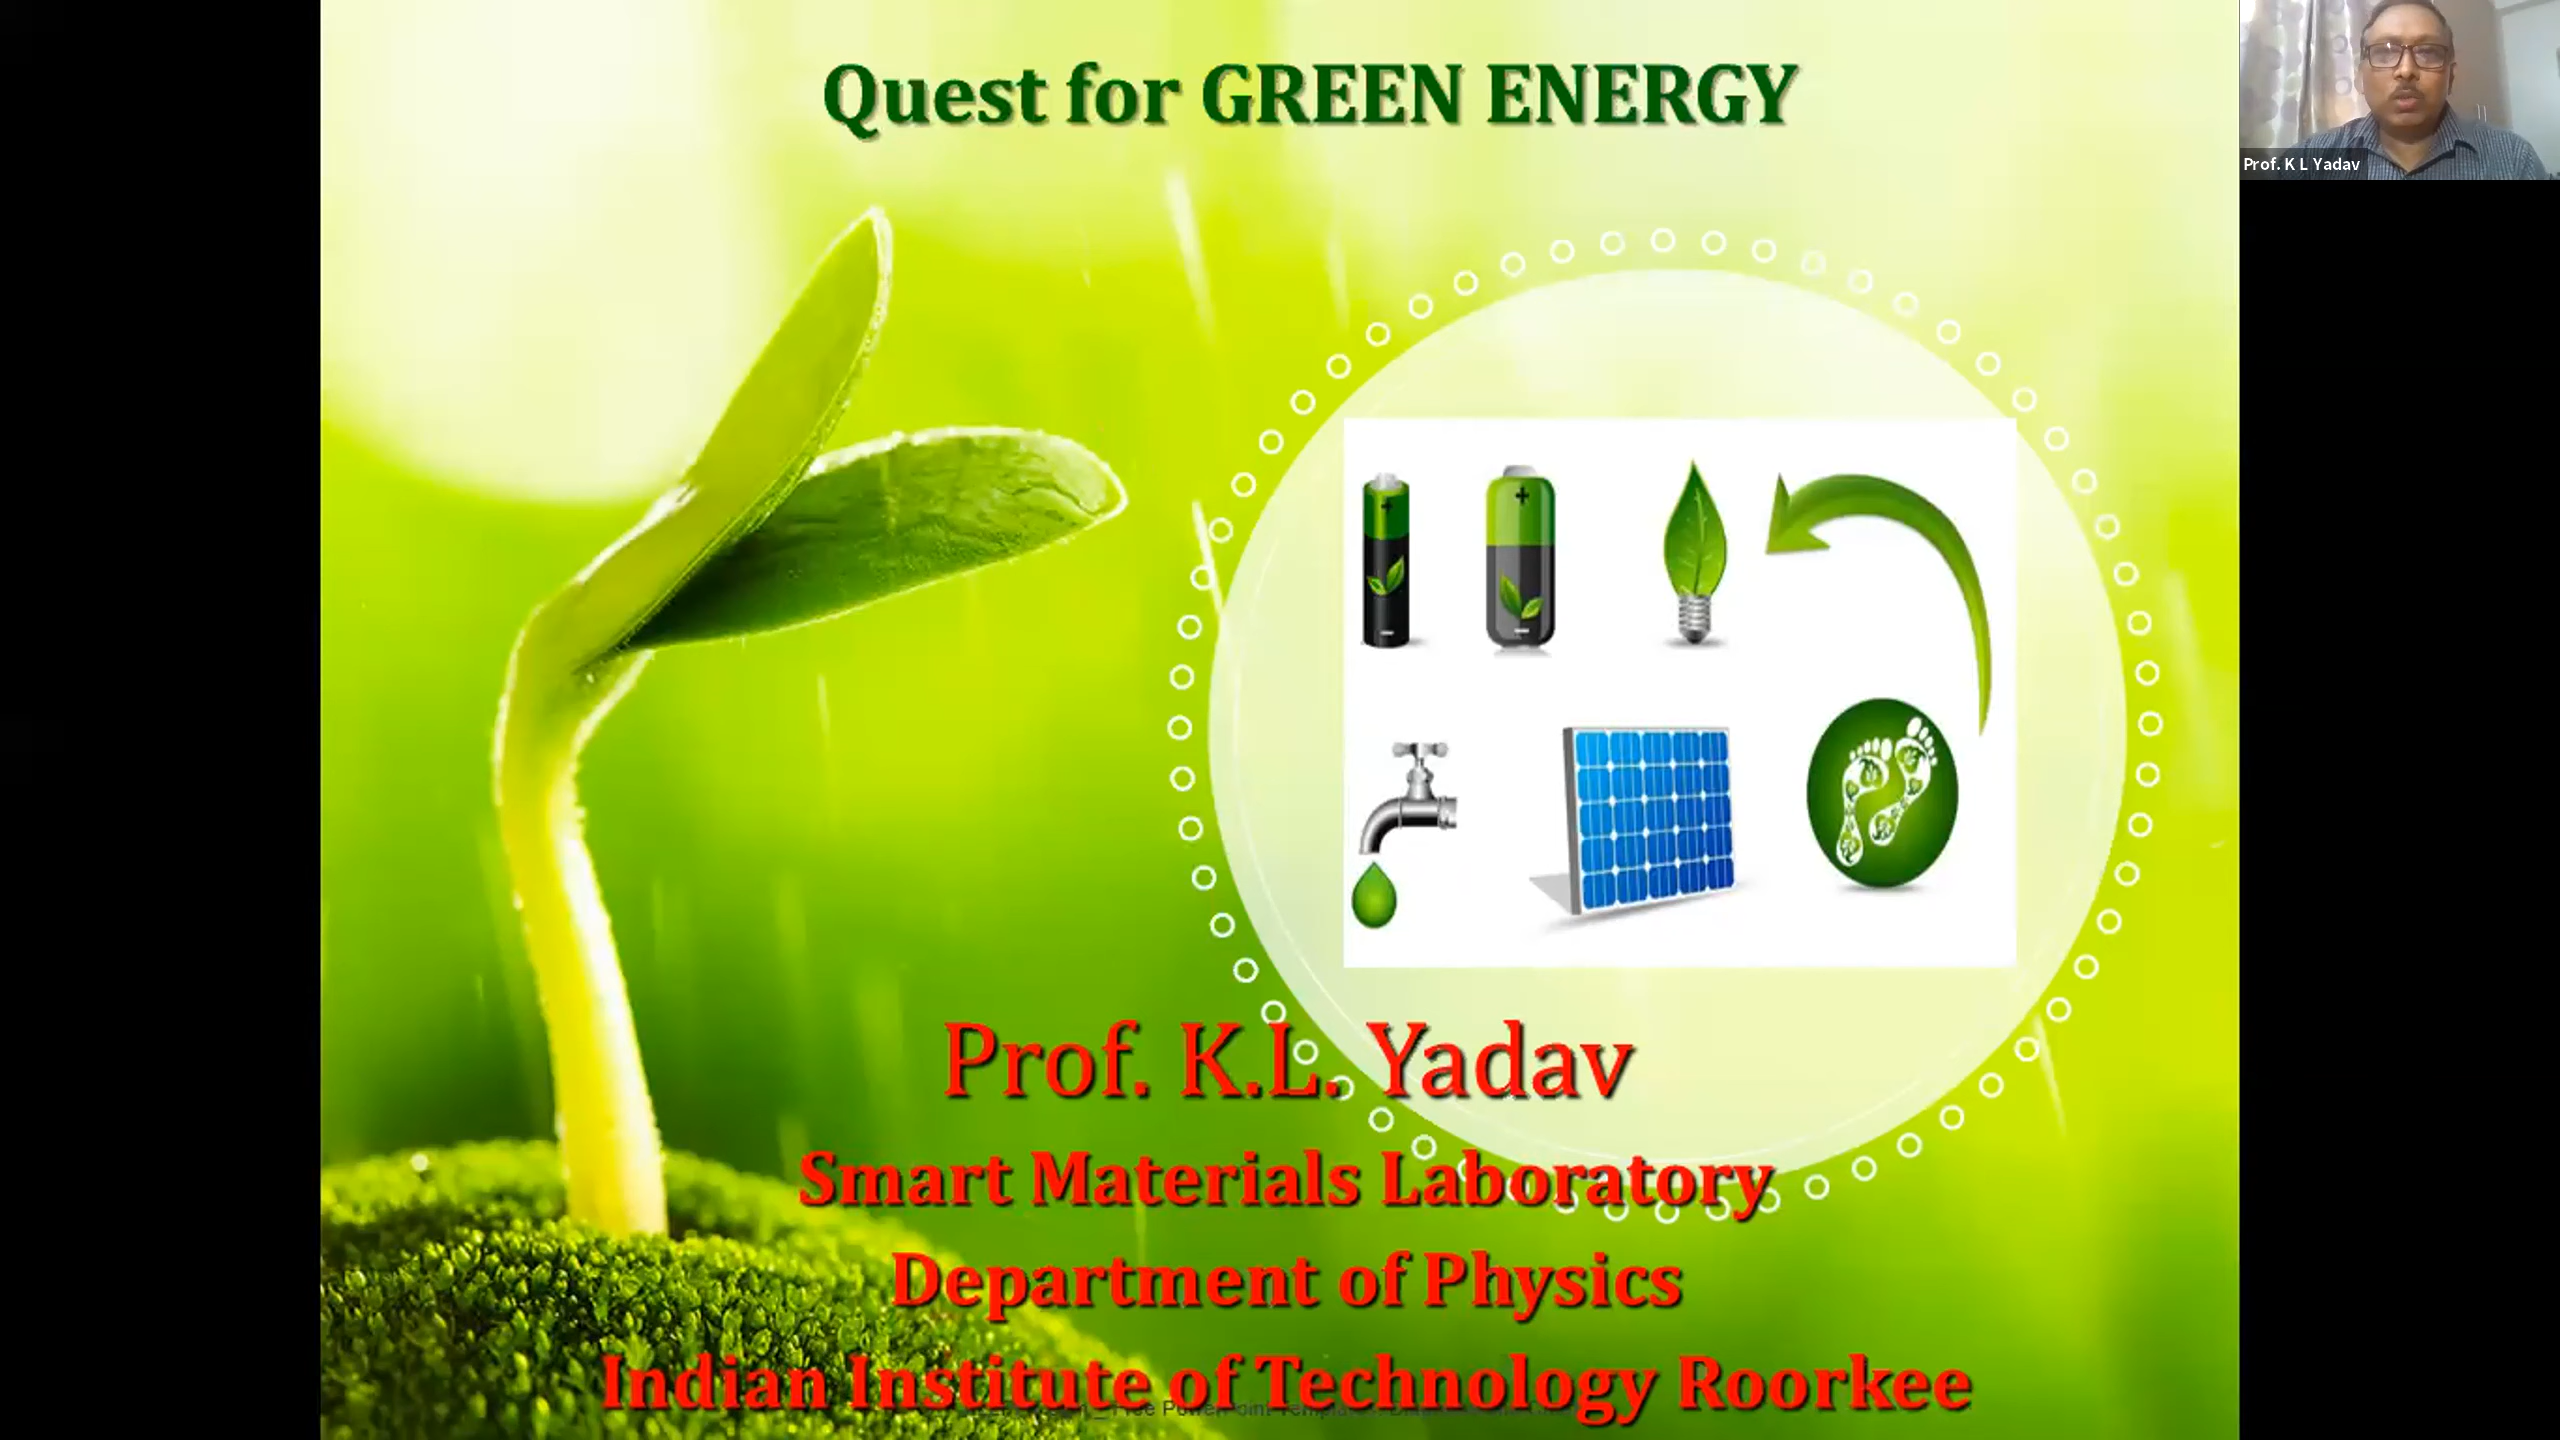 Quest for GREEN ENERGY
Prof. K L Yadav
Prof. K.L. Yadav
Smart Materials Laboratory
Department of Physics
Indian Institute of Technology Roorkee